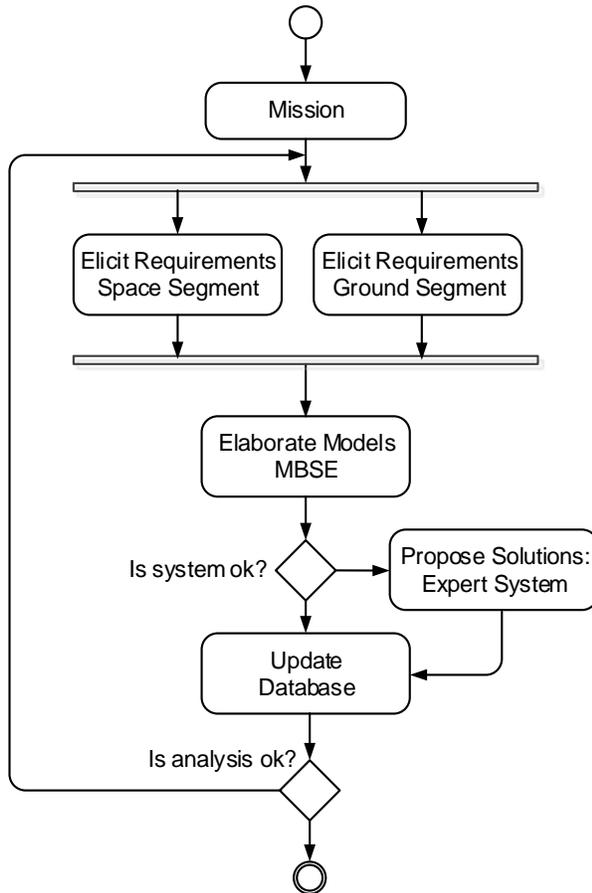 Mission
Elicit Requirements
Space Segment
Elicit Requirements
Ground Segment
Elaborate Models
MBSE
Is system ok?
Propose Solutions:
Expert System
Update
Database
Is analysis ok?